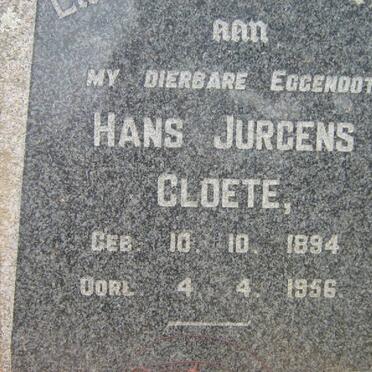 AAN
MY DIERBARE EGGENOOT
HANS JURGENS
CLOETE,
GEB. 10. 10. 1894
OORL. 4. 4. 1956.